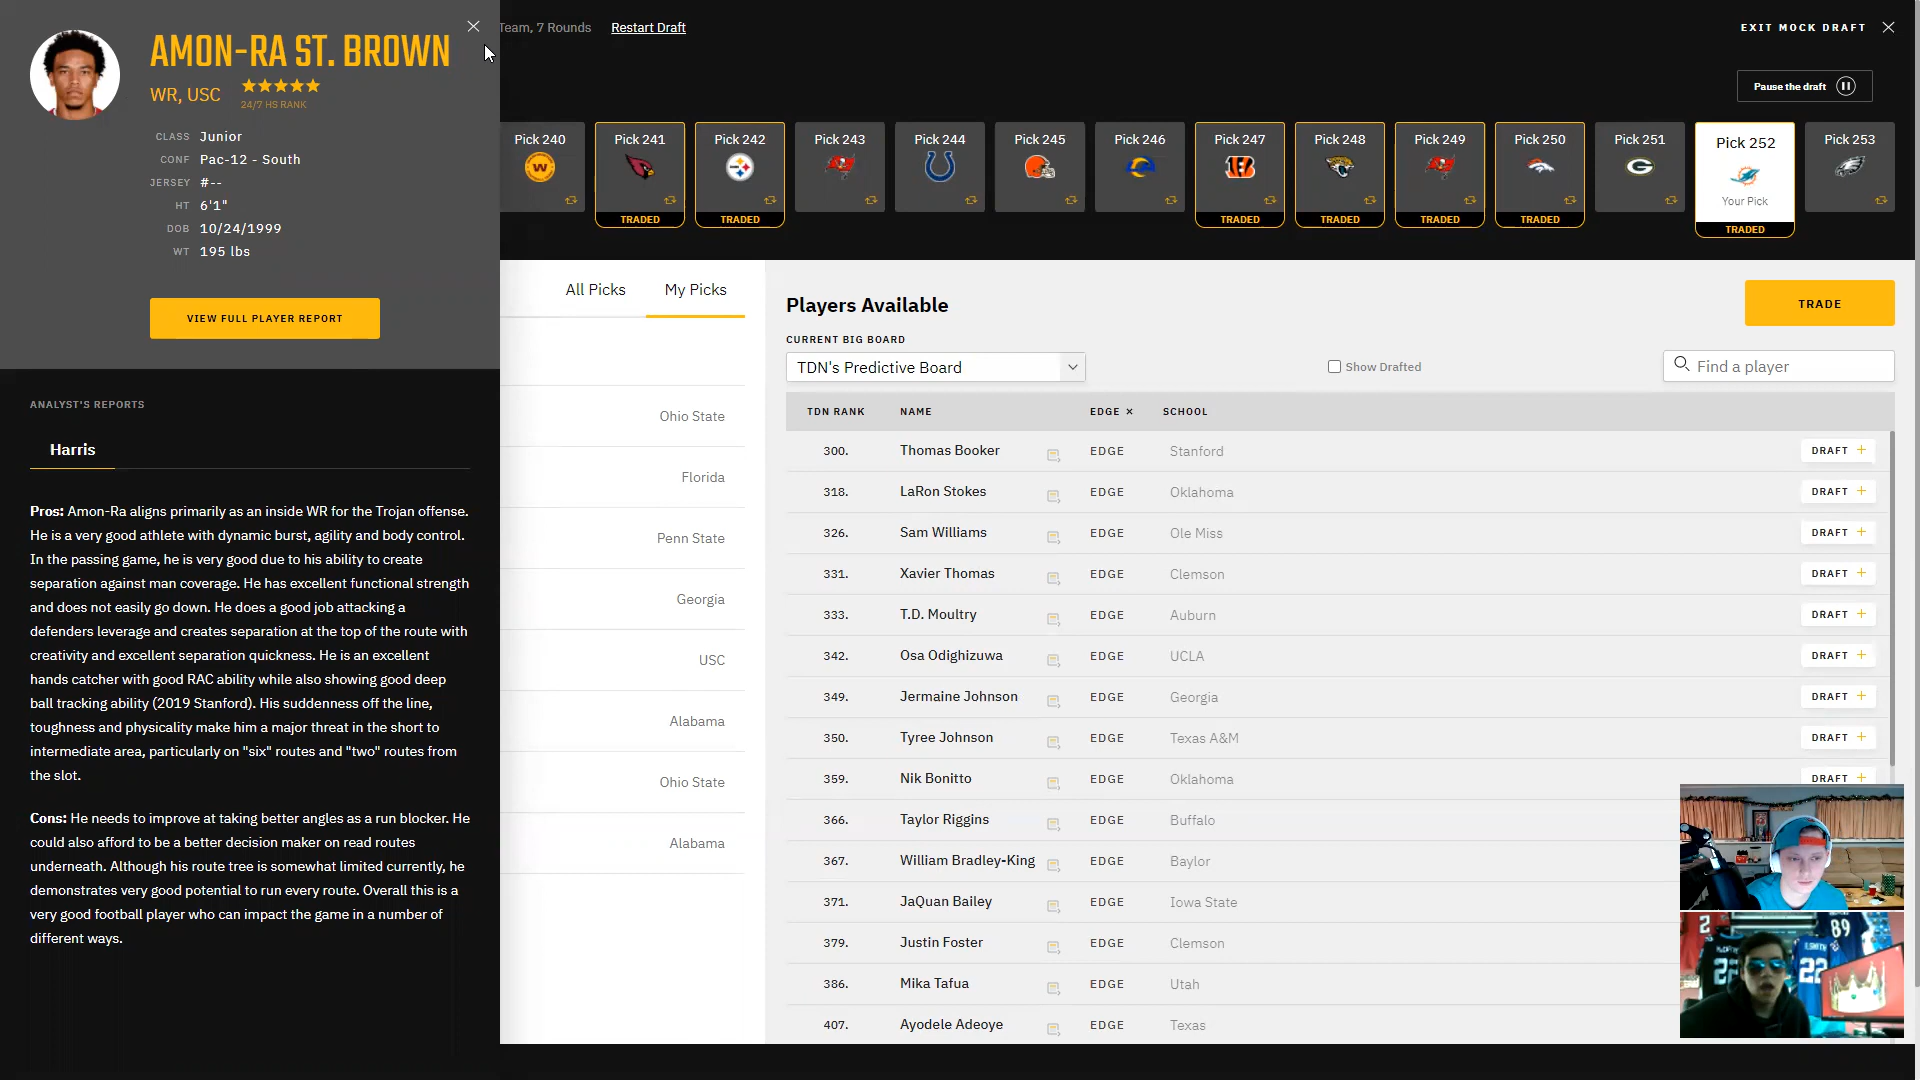 AMON-RA ST. BROWN
WR, USC
24/7 HS RANK
CLASS Junior
CONF Pac-12 - South
JERSEY #--
HT 6'1"
DOB 10/24/1999
WT 195 lbs
VIEW FULL PLAYER REPORT
ANALYST'S REPORTS
Harris
Pros: Amon-Ra aligns primarily as an inside WR for the Trojan offense.
He is a very good athlete with dynamic burst, agility and body control.
In the passing game, he is very good due to his ability to create
separation against man coverage. He has excellent functional strength
and does not easily go down. He does a good job attacking a
defenders leverage and creates separation at the top of the route with
creativity and excellent separation quickness. He is an excellent
hands catcher with good RAC ability while also showing good deep
ball tracking ability (2019 Stanford). His suddenness off the line,
toughness and physicality make him a major threat in the short to
intermediate area, particularly on "six" routes and "two" routes from
the slot.
Cons: He needs to improve at taking better angles as a run blocker. He
could also afford to be a better decision maker on read routes
underneath. Although his route tree is somewhat limited currently, he
demonstrates very good potential to run every route. Overall this is a
very good football player who can impact the game in a number of
different ways.
Team, 7 Rounds Restart Draft
EXIT MOCK DRAFT
Pause the draft
Pick 240
Pick 241
TRADED
Pick 242
TRADED
Pick 243
Pick 244
Pick 245
Pick 246
Pick 247
TRADED
Pick 248
TRADED
Pick 249
TRADED
Pick 250
TRADED
Pick 251
Pick 252
Your Pick
TRADED
Pick 253
All Picks My Picks
Ohio State
Florida
Penn State
Georgia
USC
Alabama
Ohio State
Alabama
Players Available
TRADE
CURRENT BIG BOARD
TDN's Predictive Board
Show Drafted
Find a player
TDN RANK NAME EDGE × SCHOOL
300. Thomas Booker EDGE Stanford DRAFT +
318. LaRon Stokes EDGE Oklahoma DRAFT +
326. Sam Williams EDGE Ole Miss DRAFT +
331. Xavier Thomas EDGE Clemson DRAFT +
333. T.D. Moultry EDGE Auburn DRAFT +
342. Osa Odighizuwa EDGE UCLA DRAFT +
349. Jermaine Johnson EDGE Georgia DRAFT +
350. Tyree Johnson EDGE Texas A&M DRAFT +
359. Nik Bonitto EDGE Oklahoma DRAFT +
366. Taylor Riggins EDGE Buffalo
367. William Bradley-King EDGE Baylor
371. JaQuan Bailey EDGE Iowa State
379. Justin Foster EDGE Clemson
386. Mika Tafua EDGE Utah
407. Ayodele Adeoye EDGE Texas
2
89
22
22